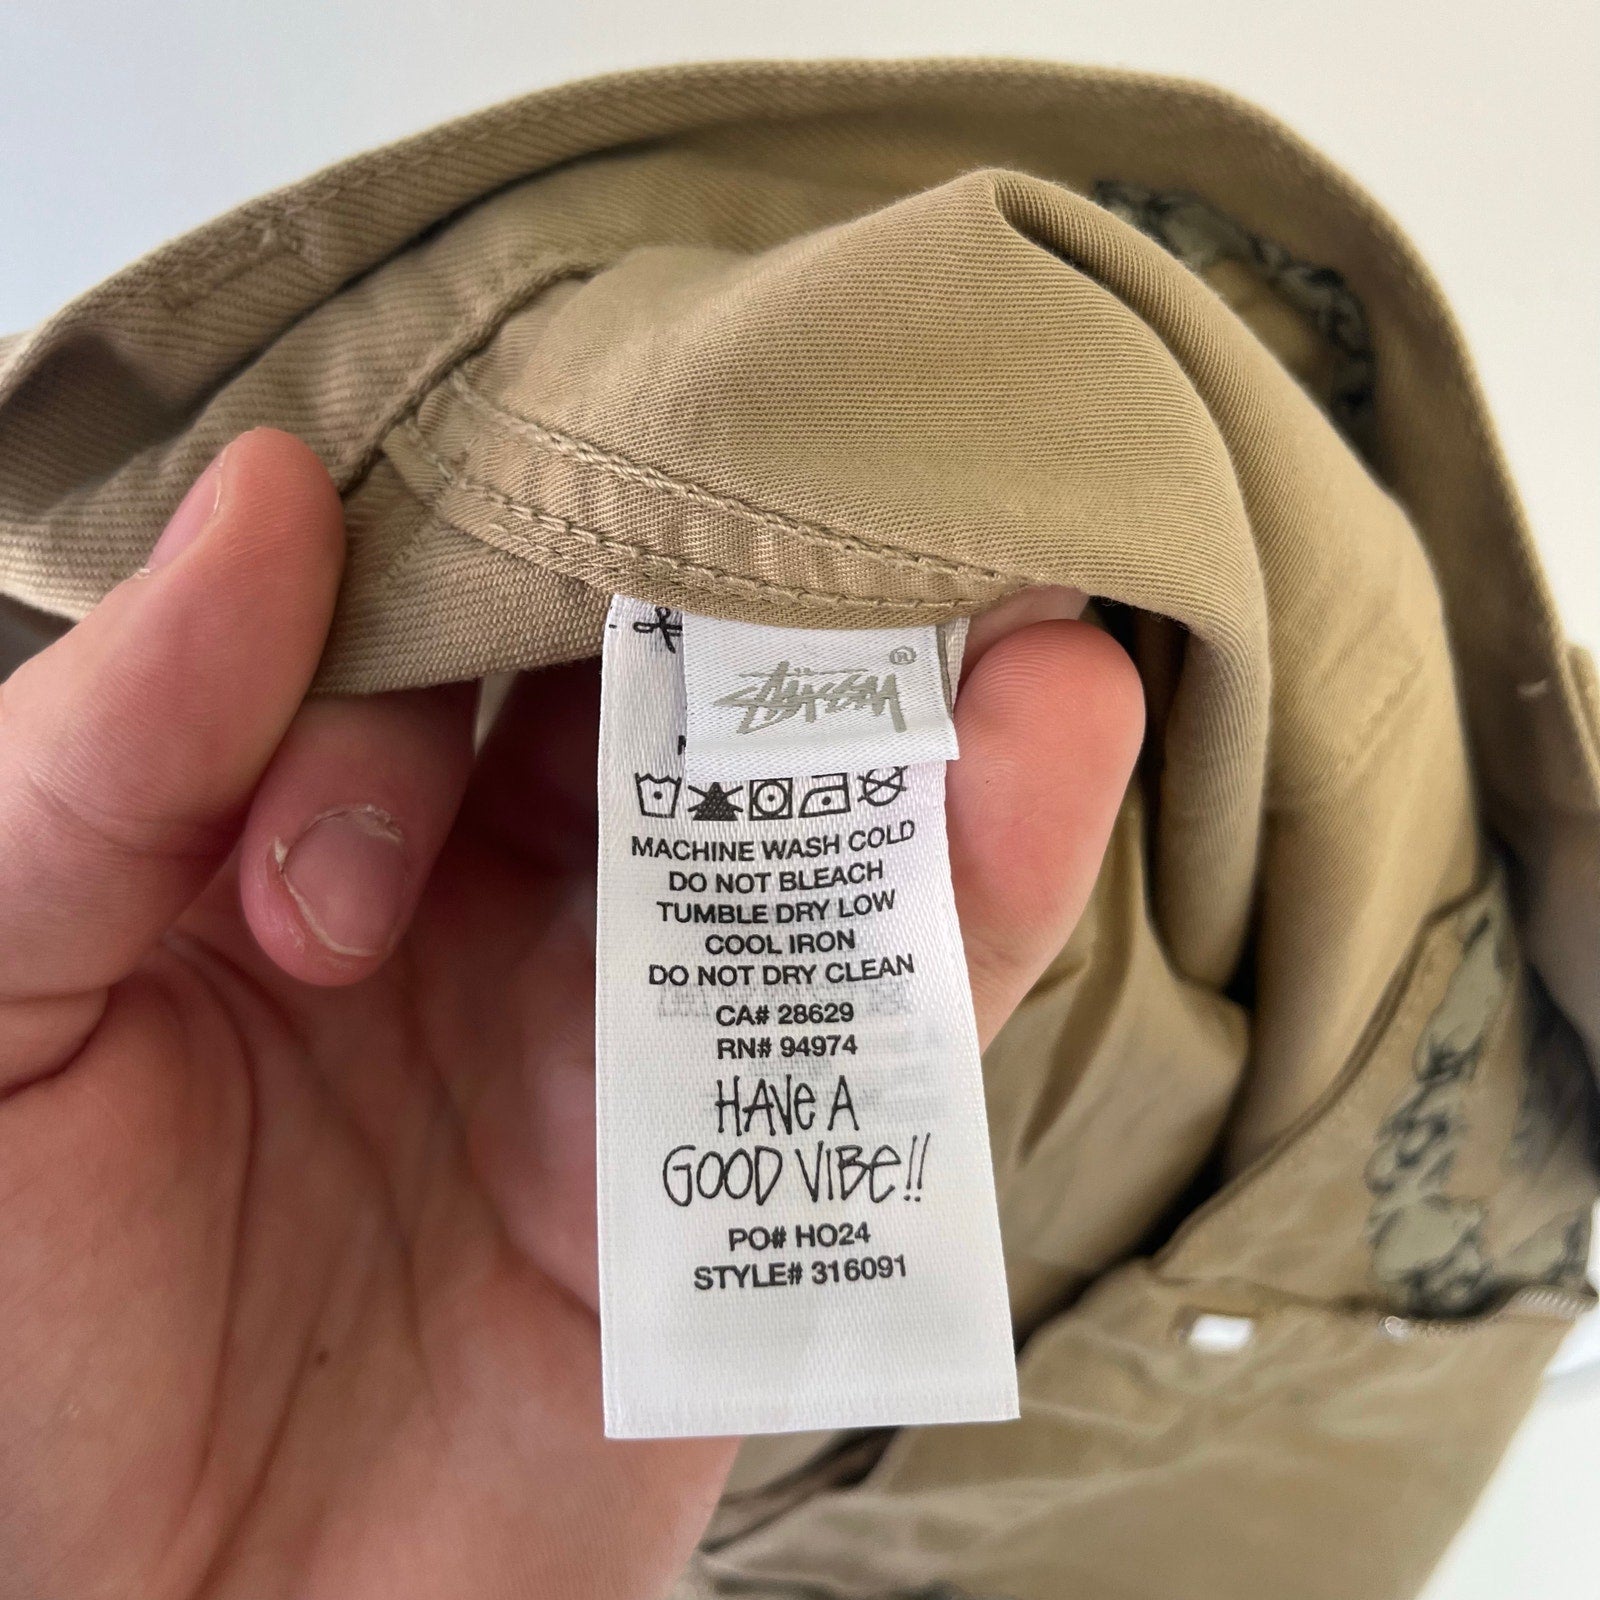 Stüssy ®
MACHINE WASH COLD
DO NOT BLEACH
TUMBLE DRY LOW
COOL IRON
DO NOT DRY CLEAN
CA# 28629
RN# 94974
HAVe A
GOOD VIBe!!
PO# HO24
STYLE# 316091